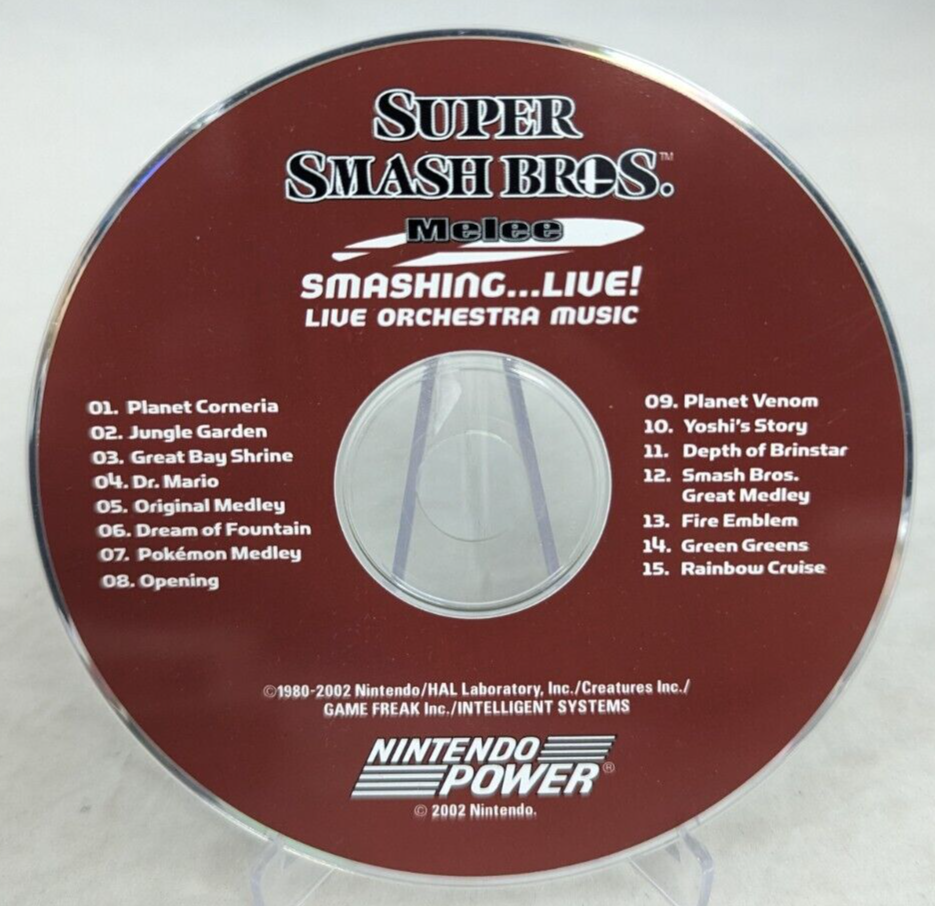 SUPER
SMASH BROS.™
Melee
SMASHING...LIVE!
LIVE ORCHESTRA MUSIC
01. Planet Corneria
02. Jungle Garden
03. Great Bay Shrine
04. Dr. Mario
05. Original Medley
06. Dream of Fountain
07. Pokémon Medley
08. Opening
09. Planet Venom
10. Yoshi's Story
11. Depth of Brinstar
12. Smash Bros.
Great Medley
13. Fire Emblem
14. Green Greens
15. Rainbow Cruise
©1980-2002 Nintendo/HAL Laboratory, Inc./Creatures Inc./
GAME FREAK Inc./INTELLIGENT SYSTEMS
NINTENDO
POWER®
© 2002 Nintendo.